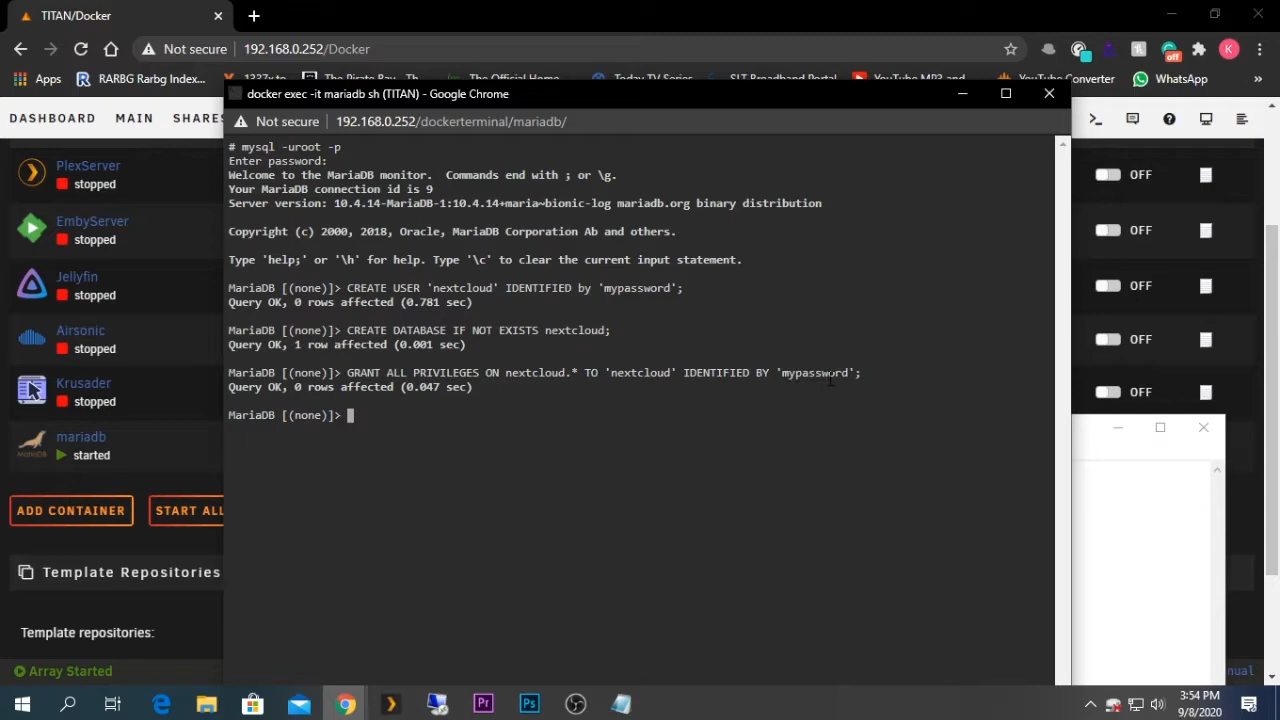 TITAN/Docker
Not secure
192.168.0.252/Docker
K
Apps
RARBG Rarbg Index...
1337x to
The Pirate Bay - Th
The Official Home
Today TV Series
SLT Broadband Portal
YouTube MP3 and
YouTube Converter
WhatsApp
off
docker exec -it mariadb sh (TITAN) - Google Chrome
Not secure
192.168.0.252/dockerterminal/mariadb/
DASHBOARD
MAIN
SHARES
# mysql -uroot -p
Enter password:
Welcome to the MariaDB monitor.  Commands end with ; or \g.
Your MariaDB connection id is 9
Server version: 10.4.14-MariaDB-1:10.4.14+maria~bionic-log mariadb.org binary distribution
Copyright (c) 2000, 2018, Oracle, MariaDB Corporation Ab and others.
Type 'help;' or '\h' for help. Type '\c' to clear the current input statement.
MariaDB [(none)]> CREATE USER 'nextcloud' IDENTIFIED by 'mypassword';
Query OK, 0 rows affected (0.781 sec)
MariaDB [(none)]> CREATE DATABASE IF NOT EXISTS nextcloud;
Query OK, 1 row affected (0.001 sec)
MariaDB [(none)]> GRANT ALL PRIVILEGES ON nextcloud.* TO 'nextcloud' IDENTIFIED BY 'mypassword';
Query OK, 0 rows affected (0.047 sec)
MariaDB [(none)]>
PlexServer
stopped
OFF
EmbyServer
stopped
OFF
Jellyfin
stopped
OFF
Airsonic
stopped
OFF
Krusader
stopped
OFF
mariadb
started
MariaDB
ADD CONTAINER
START ALL
Template Repositories
Template repositories:
Array Started
nual
Pr
Ps
3:54 PM
9/8/2020